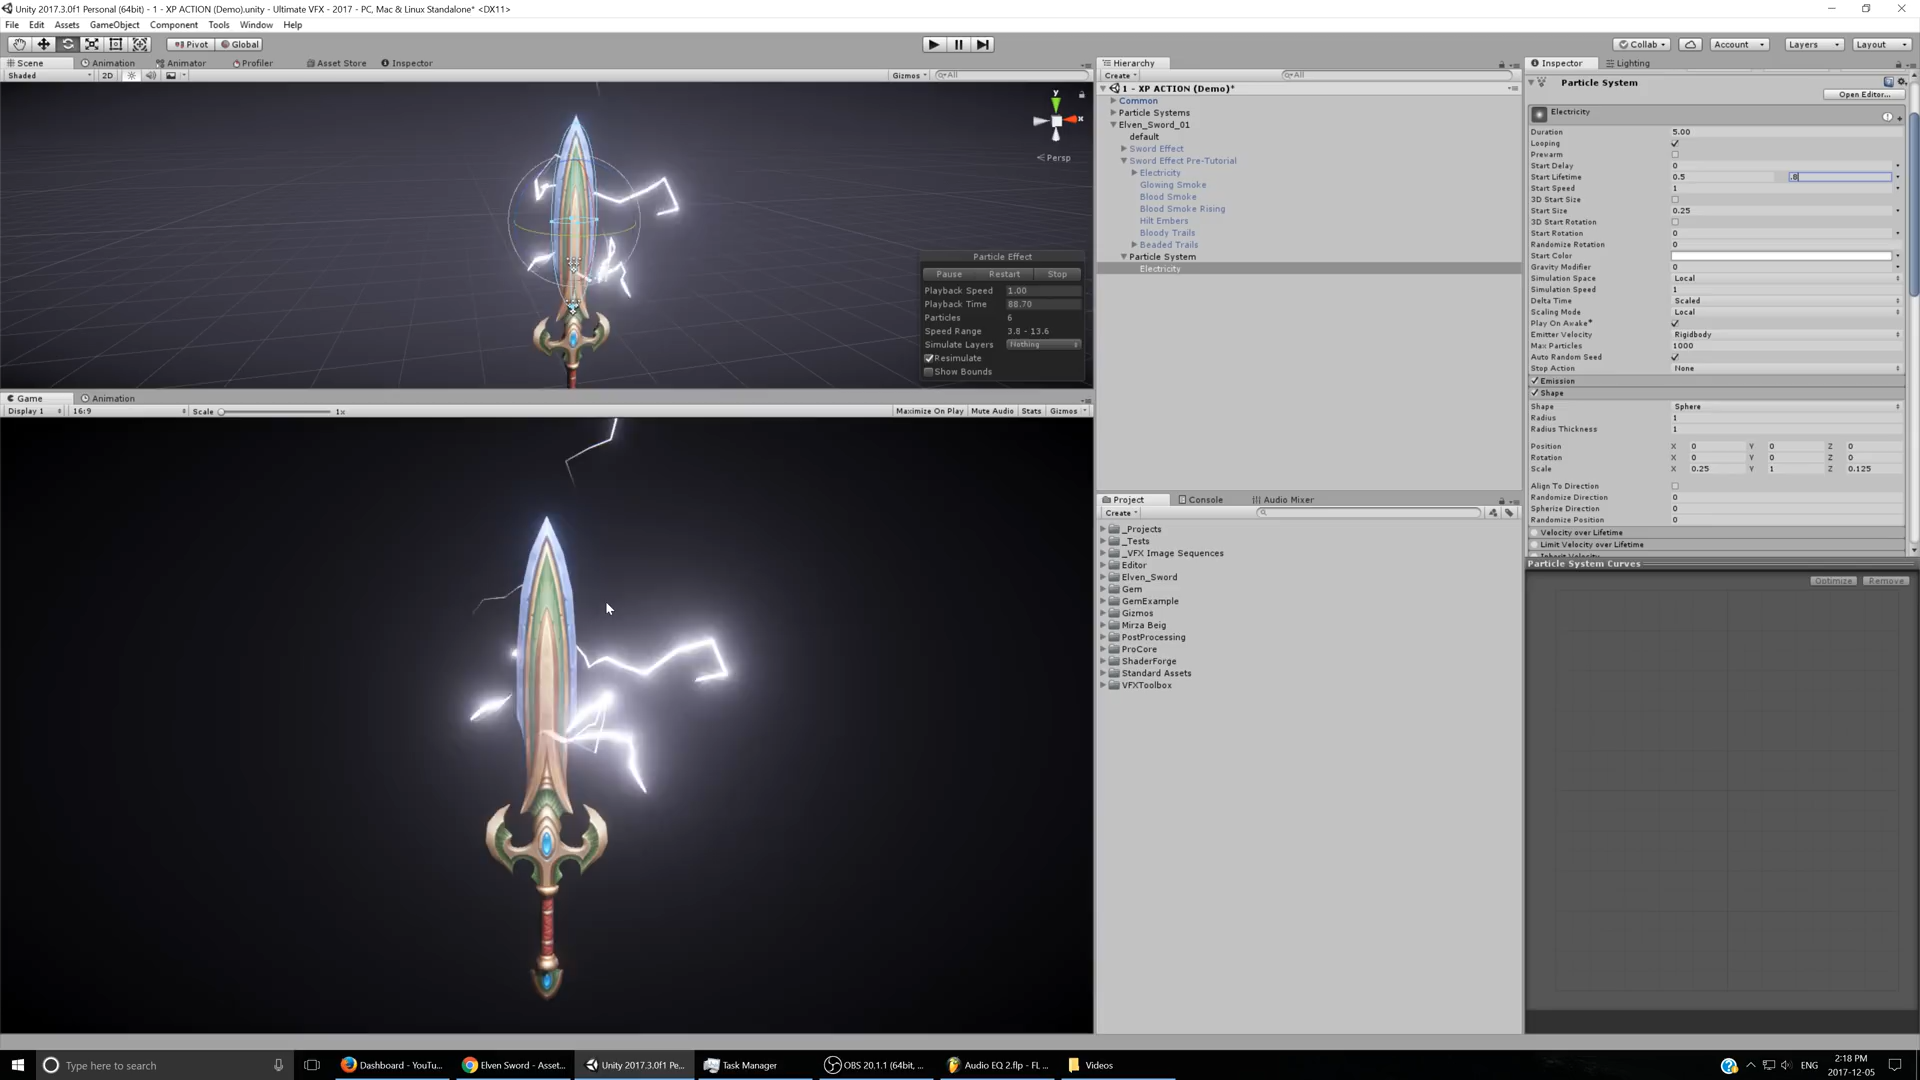 Unity 2017.3.0f1 Personal (64bit) - 1 - XP ACTION (Demo).unity - Ultimate VFX - 2017 - PC, Mac & Linux Standalone* <DX11>
File Edit Assets GameObject Component Tools Window Help
Pivot Global Collab Account Layers Layout
Scene Animation Animator Profiler Asset Store Inspector
Shaded 2D Gizmos All
y
x
Persp
Particle Effect
Pause Restart Stop
Playback Speed 1.00
Playback Time 88.70
Particles 6
Speed Range 3.8 - 13.6
Simulate Layers Nothing
Resimulate
Show Bounds
Game Animation
Display 1 16:9 Scale 1x Maximize On Play Mute Audio Stats Gizmos
Hierarchy
Create All
1 - XP ACTION (Demo)*
Common
Particle Systems
Elven_Sword_01
default
Sword Effect
Sword Effect Pre-Tutorial
Electricity
Glowing Smoke
Blood Smoke
Blood Smoke Rising
Hilt Embers
Bloody Trails
Beaded Trails
Particle System
Electricity
Project Console Audio Mixer
Create
_Projects
_Tests
_VFX Image Sequences
Editor
Elven_Sword
Gem
GemExample
Gizmos
Mirza Beig
PostProcessing
ProCore
ShaderForge
Standard Assets
VFXToolbox
Inspector Lighting
Particle System
Open Editor...
Electricity
Duration 5.00
Looping
Prewarm
Start Delay 0
Start Lifetime 0.5 .8
Start Speed 1
3D Start Size
Start Size 0.25
3D Start Rotation
Start Rotation 0
Randomize Rotation 0
Start Color
Gravity Modifier 0
Simulation Space Local
Simulation Speed 1
Delta Time Scaled
Scaling Mode Local
Play On Awake*
Emitter Velocity Rigidbody
Max Particles 1000
Auto Random Seed
Stop Action None
Emission
Shape
Shape Sphere
Radius 1
Radius Thickness 1
Position X 0 Y 0 Z 0
Rotation X 0 Y 0 Z 0
Scale X 0.25 Y 1 Z 0.125
Align To Direction
Randomize Direction 0
Spherize Direction 0
Randomize Position 0
Velocity over Lifetime
Limit Velocity over Lifetime
Inherit Velocity
Particle System Curves
Optimize Remove
Type here to search
Dashboard - YouTu...
Elven Sword - Asset...
Unity 2017.3.0f1 Pe...
Task Manager
OBS 20.1.1 (64bit, ...
Audio EQ 2.flp - FL ...
Videos
ENG
2:18 PM
2017-12-05